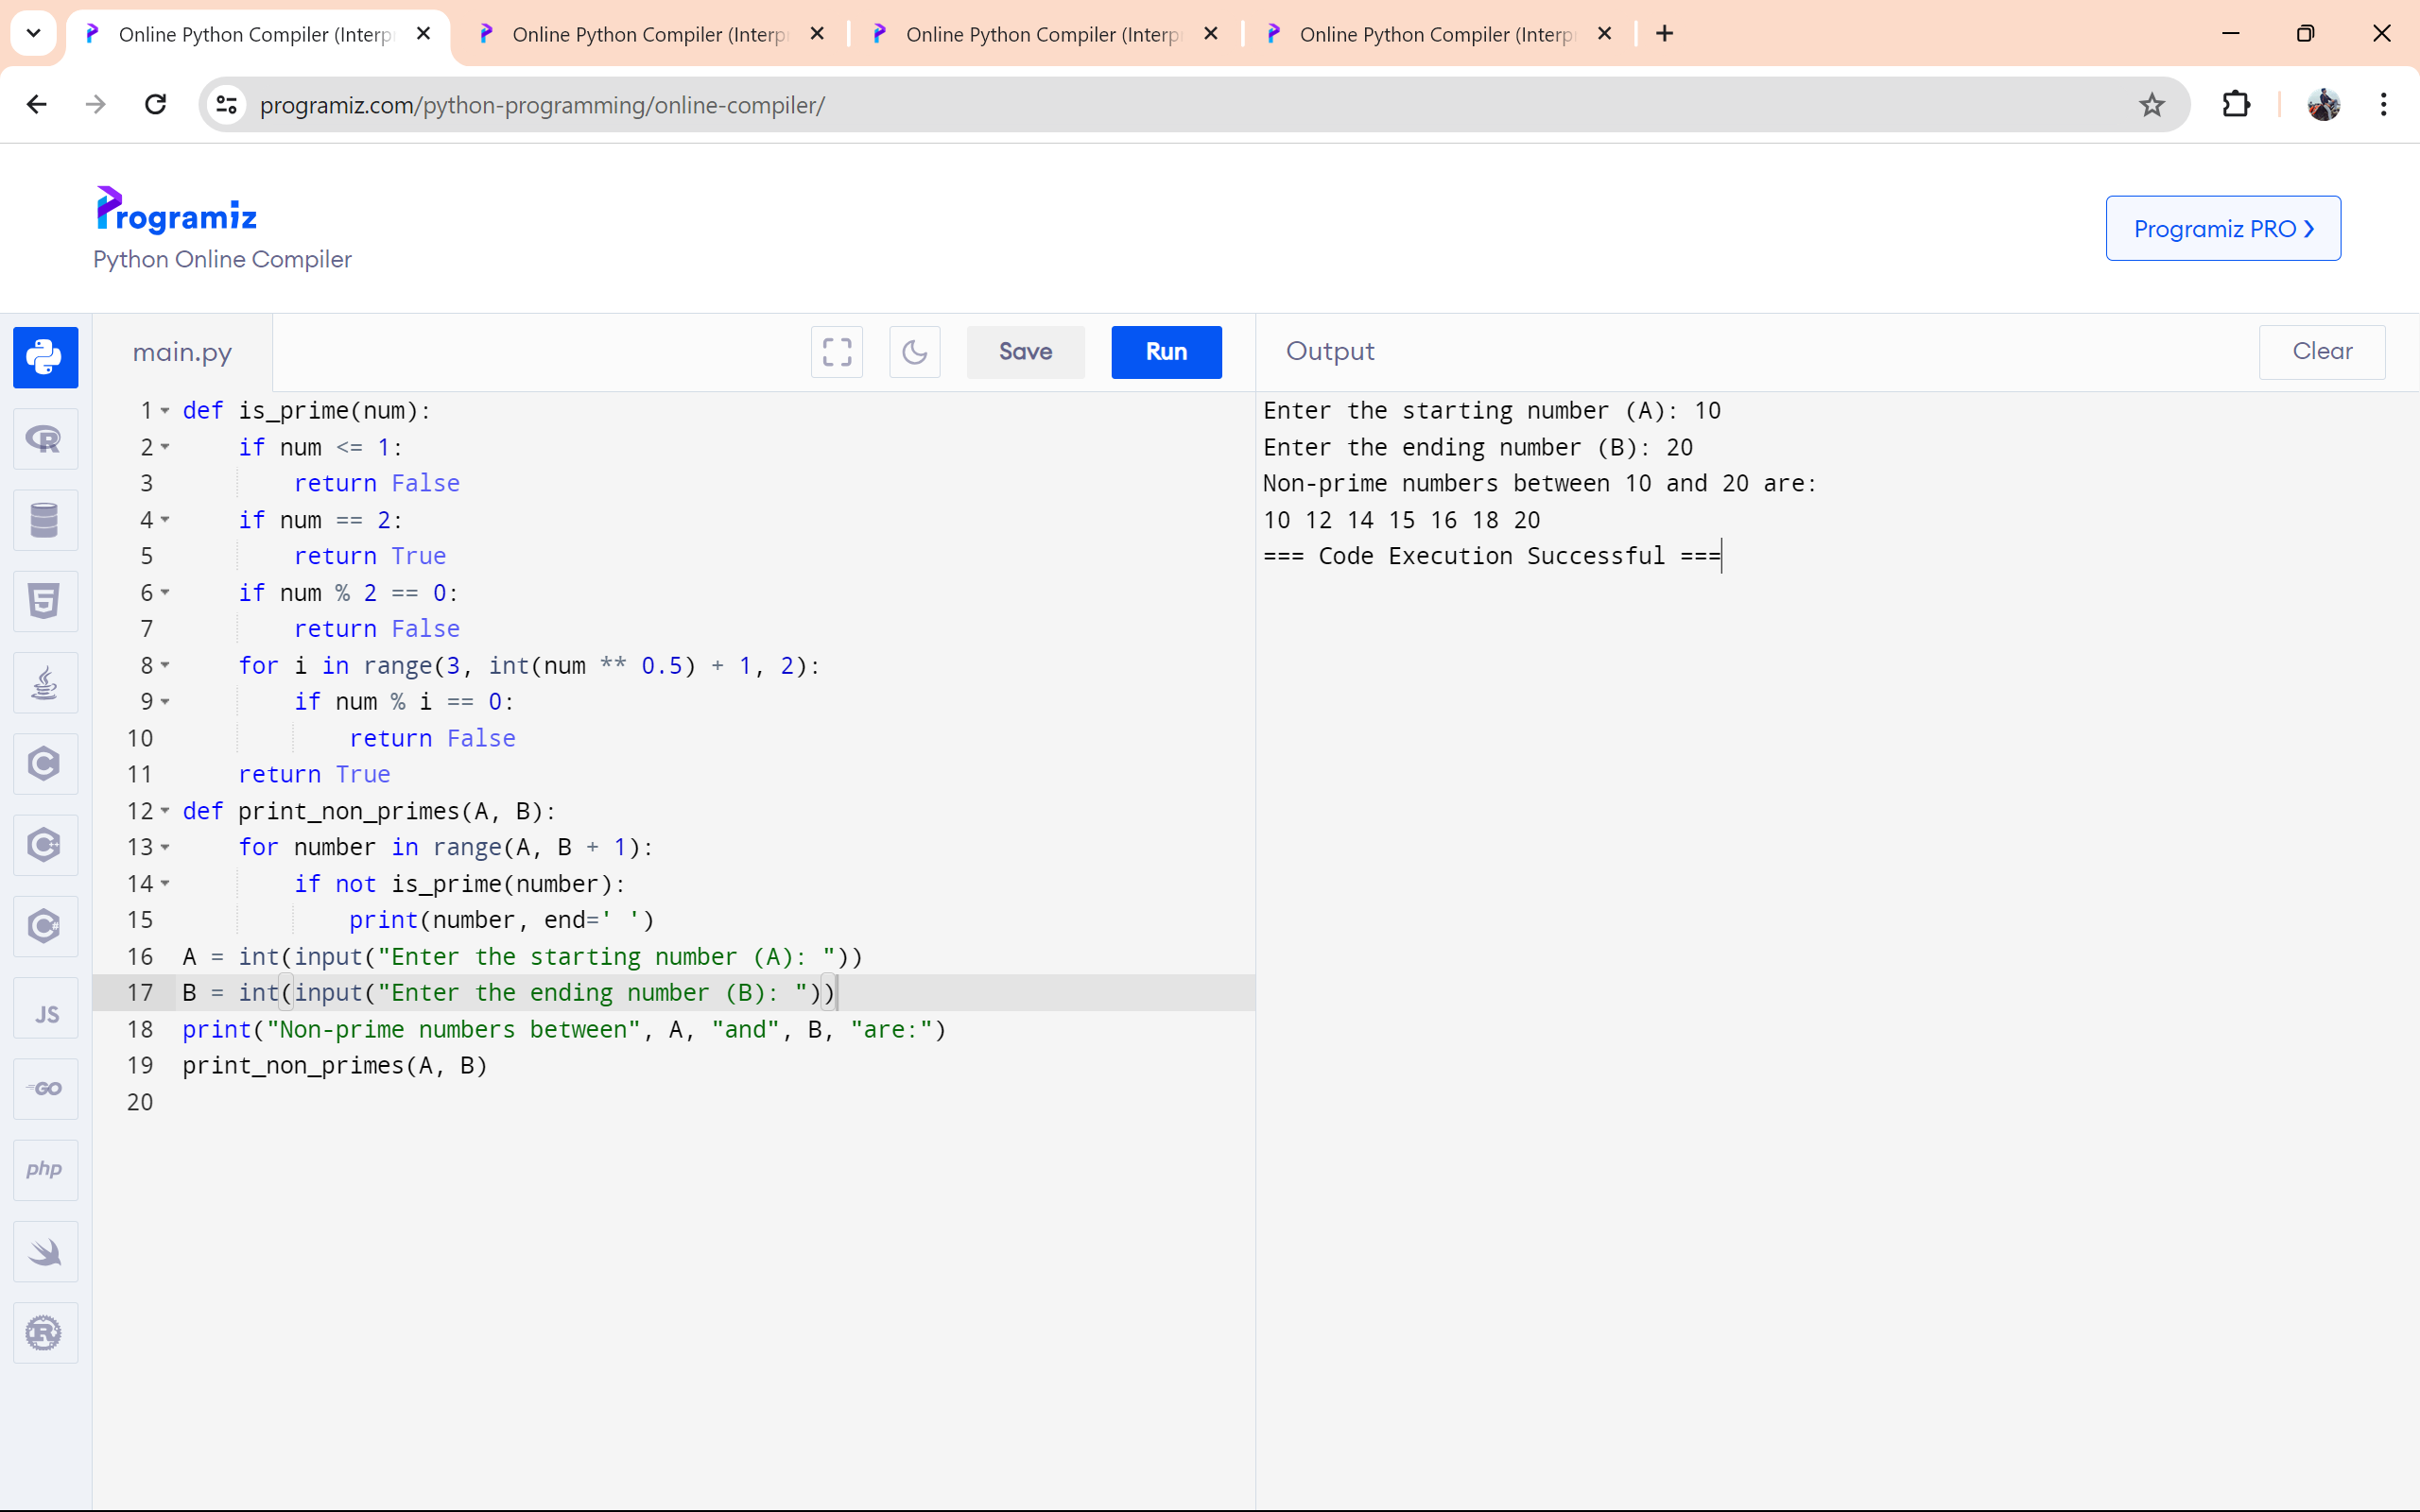 Online Python Compiler (Interp
Online Python Compiler (Interp
Online Python Compiler (Interp
Online Python Compiler (Interp
programiz.com/python-programming/online-compiler/
Programiz
Python Online Compiler
Programiz PRO ❯
main.py
Save
Run
Output
Clear
1 def is_prime(num):
2     if num <= 1:
3         return False
4     if num == 2:
5         return True
6     if num % 2 == 0:
7         return False
8     for i in range(3, int(num ** 0.5) + 1, 2):
9         if num % i == 0:
10             return False
11     return True
12 def print_non_primes(A, B):
13     for number in range(A, B + 1):
14         if not is_prime(number):
15             print(number, end=' ')
16 A = int(input("Enter the starting number (A): "))
17 B = int(input("Enter the ending number (B): "))
18 print("Non-prime numbers between", A, "and", B, "are:")
19 print_non_primes(A, B)
20
Enter the starting number (A): 10
Enter the ending number (B): 20
Non-prime numbers between 10 and 20 are:
10 12 14 15 16 18 20
=== Code Execution Successful ===
R
5
C
C++
C#
JS
GO
php
R